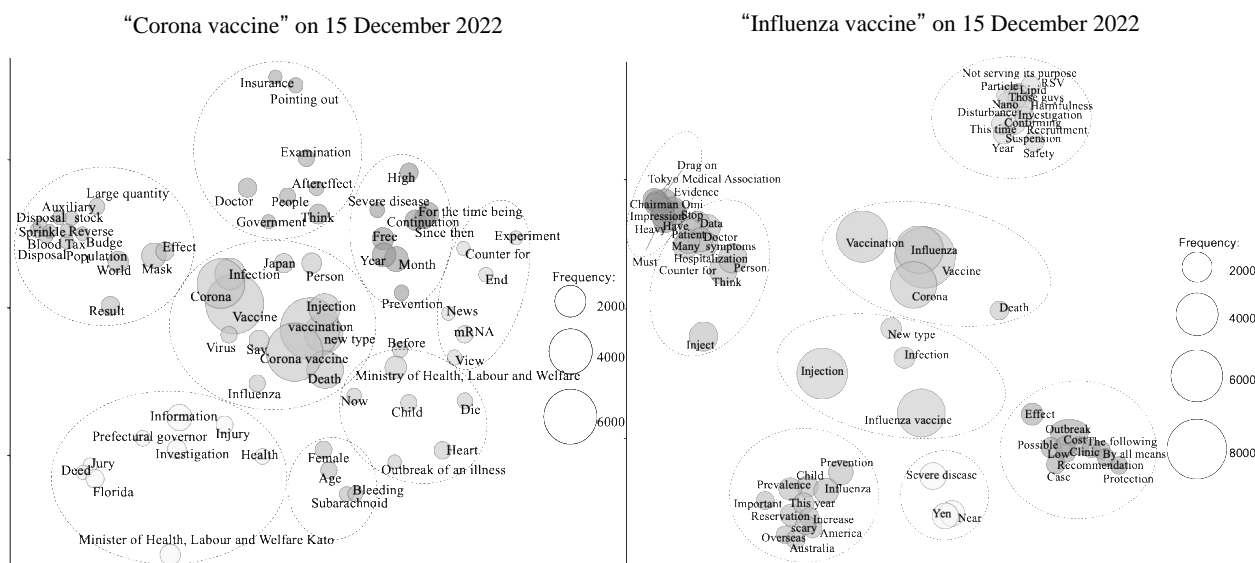 “Corona vaccine” on 15 December 2022
Insurance
Pointing out
Examination
Aftereffect
Doctor
People
Government
Think
High
Severe disease
For the time being
Continuation
Since then
Free
Year
Month
Experiment
Counter for
End
Prevention
Large quantity
Auxiliary
Disposal stock
Sprinkle Reverse
Blood Tax
Budget
Disposal
Population
World
Effect
Mask
Result
Japan
Person
Infection
Corona
Vaccine
Injection
vaccination
new type
Virus
Say
Corona vaccine
Death
Influenza
News
mRNA
View
Before
Ministry of Health, Labour and Welfare
Now
Child
Die
Heart
Outbreak of an illness
Information
Prefectural governor
Injury
Investigation
Health
Jury
Deed
Florida
Minister of Health, Labour and Welfare Kato
Female
Age
Bleeding
Subarachnoid
Frequency:
2000
4000
6000
“Influenza vaccine” on 15 December 2022
Not serving its purpose
Particle
RSV
Lipid
Those guys
Nano
Harmfulness
Disturbance
Investigation
Confirming
This time
Recruitment
Suspension
Year
Safety
Drag on
Tokyo Medical Association
Evidence
Chairman Omi
Impression
Stop
Heavy
Have
Data
Patient
Doctor
Many symptoms
Must
Hospitalization
Counter for
Person
Think
Inject
Vaccination
Influenza
Vaccine
Corona
Death
New type
Infection
Injection
Influenza vaccine
Effect
Outbreak
Possible
Cost
The following
Low
Clinic
By all means
Recommendation
Case
Protection
Prevention
Child
Prevalence
Influenza
Important
This year
Reservation
Increase
scary
America
Overseas
Australia
Severe disease
Yen
Near
Frequency:
2000
4000
6000
8000